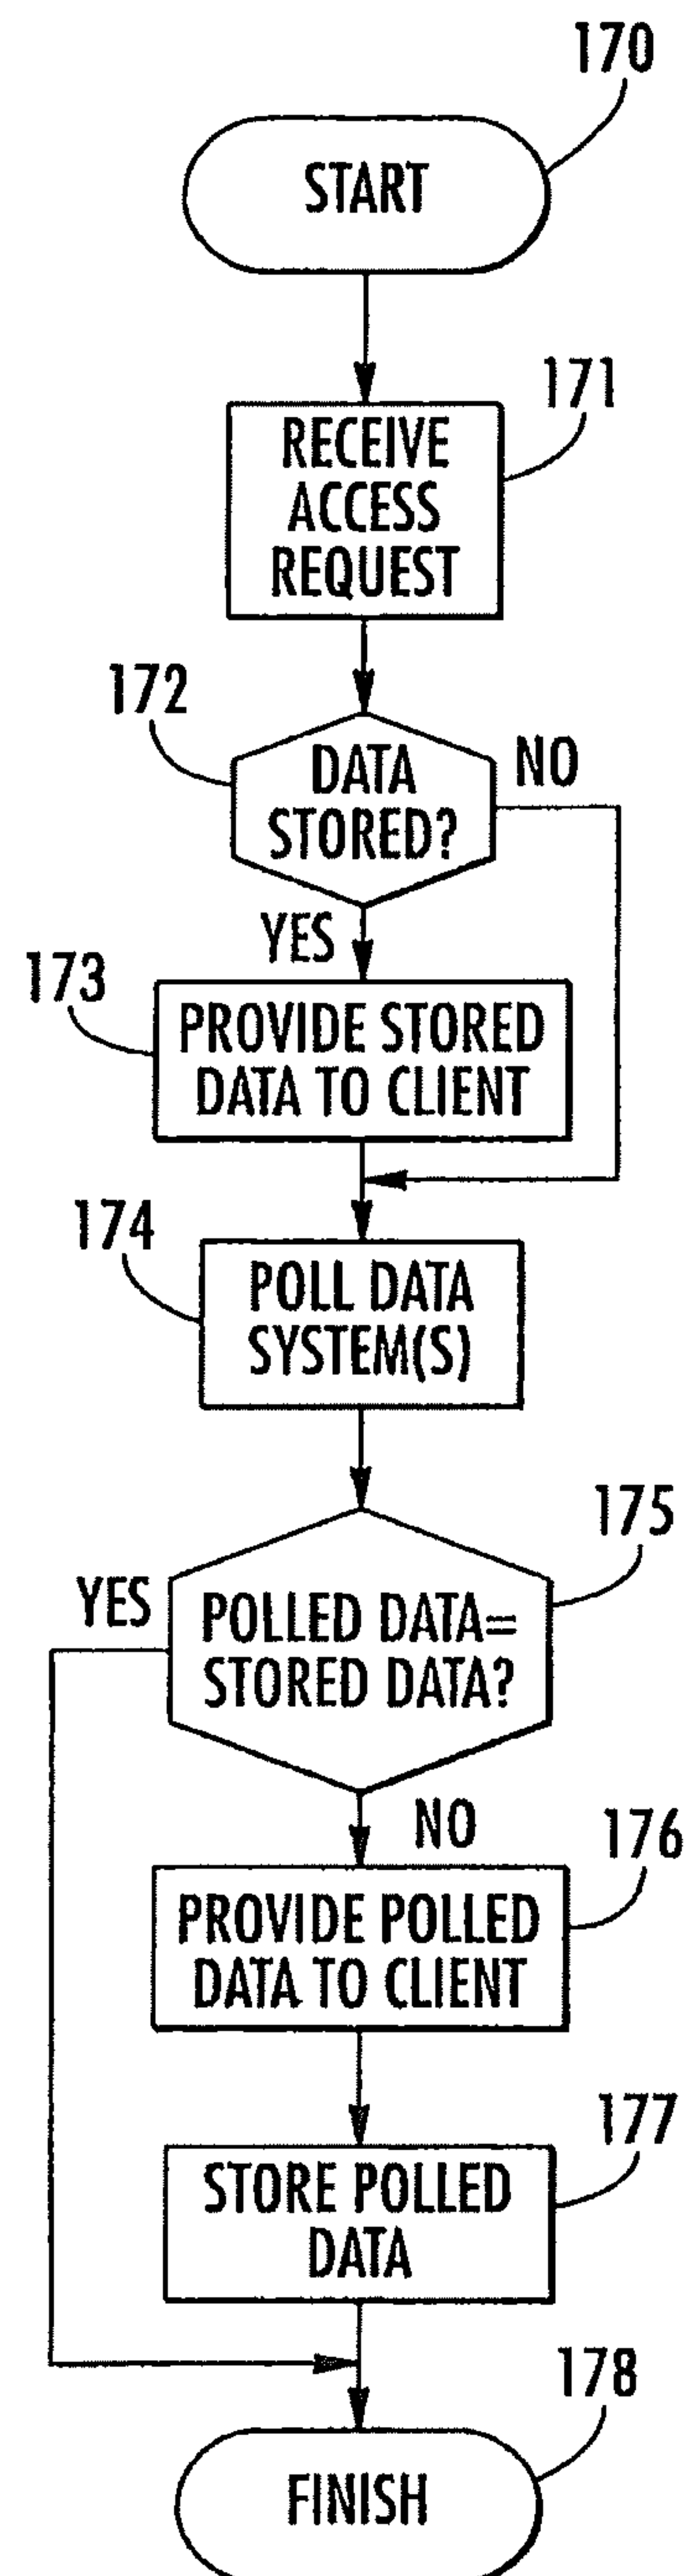 170
START
171
RECEIVE
ACCESS
REQUEST
172
DATA
STORED?
NO
YES
173
PROVIDE STORED
DATA TO CLIENT
174
POLL DATA
SYSTEM(S)
175
YES
POLLED DATA=
STORED DATA?
NO
176
PROVIDE POLLED
DATA TO CLIENT
177
STORE POLLED
DATA
178
FINISH